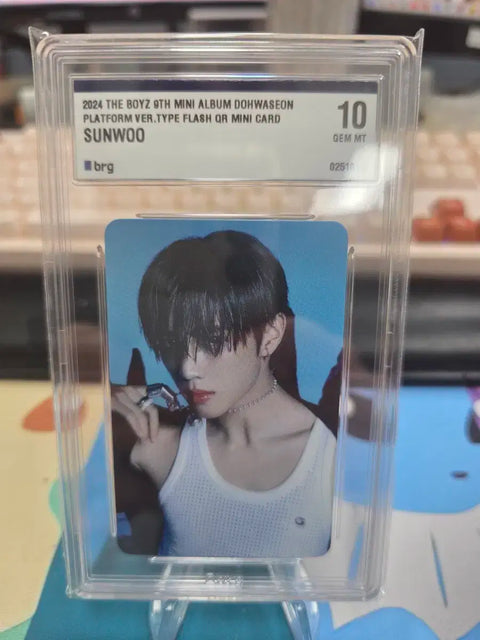 2024 THE BOYZ 9TH MINI ALBUM DOHWASEON
PLATFORM VER.TYPE FLASH QR MINI CARD
SUNWOO
10
GEM MT
brg